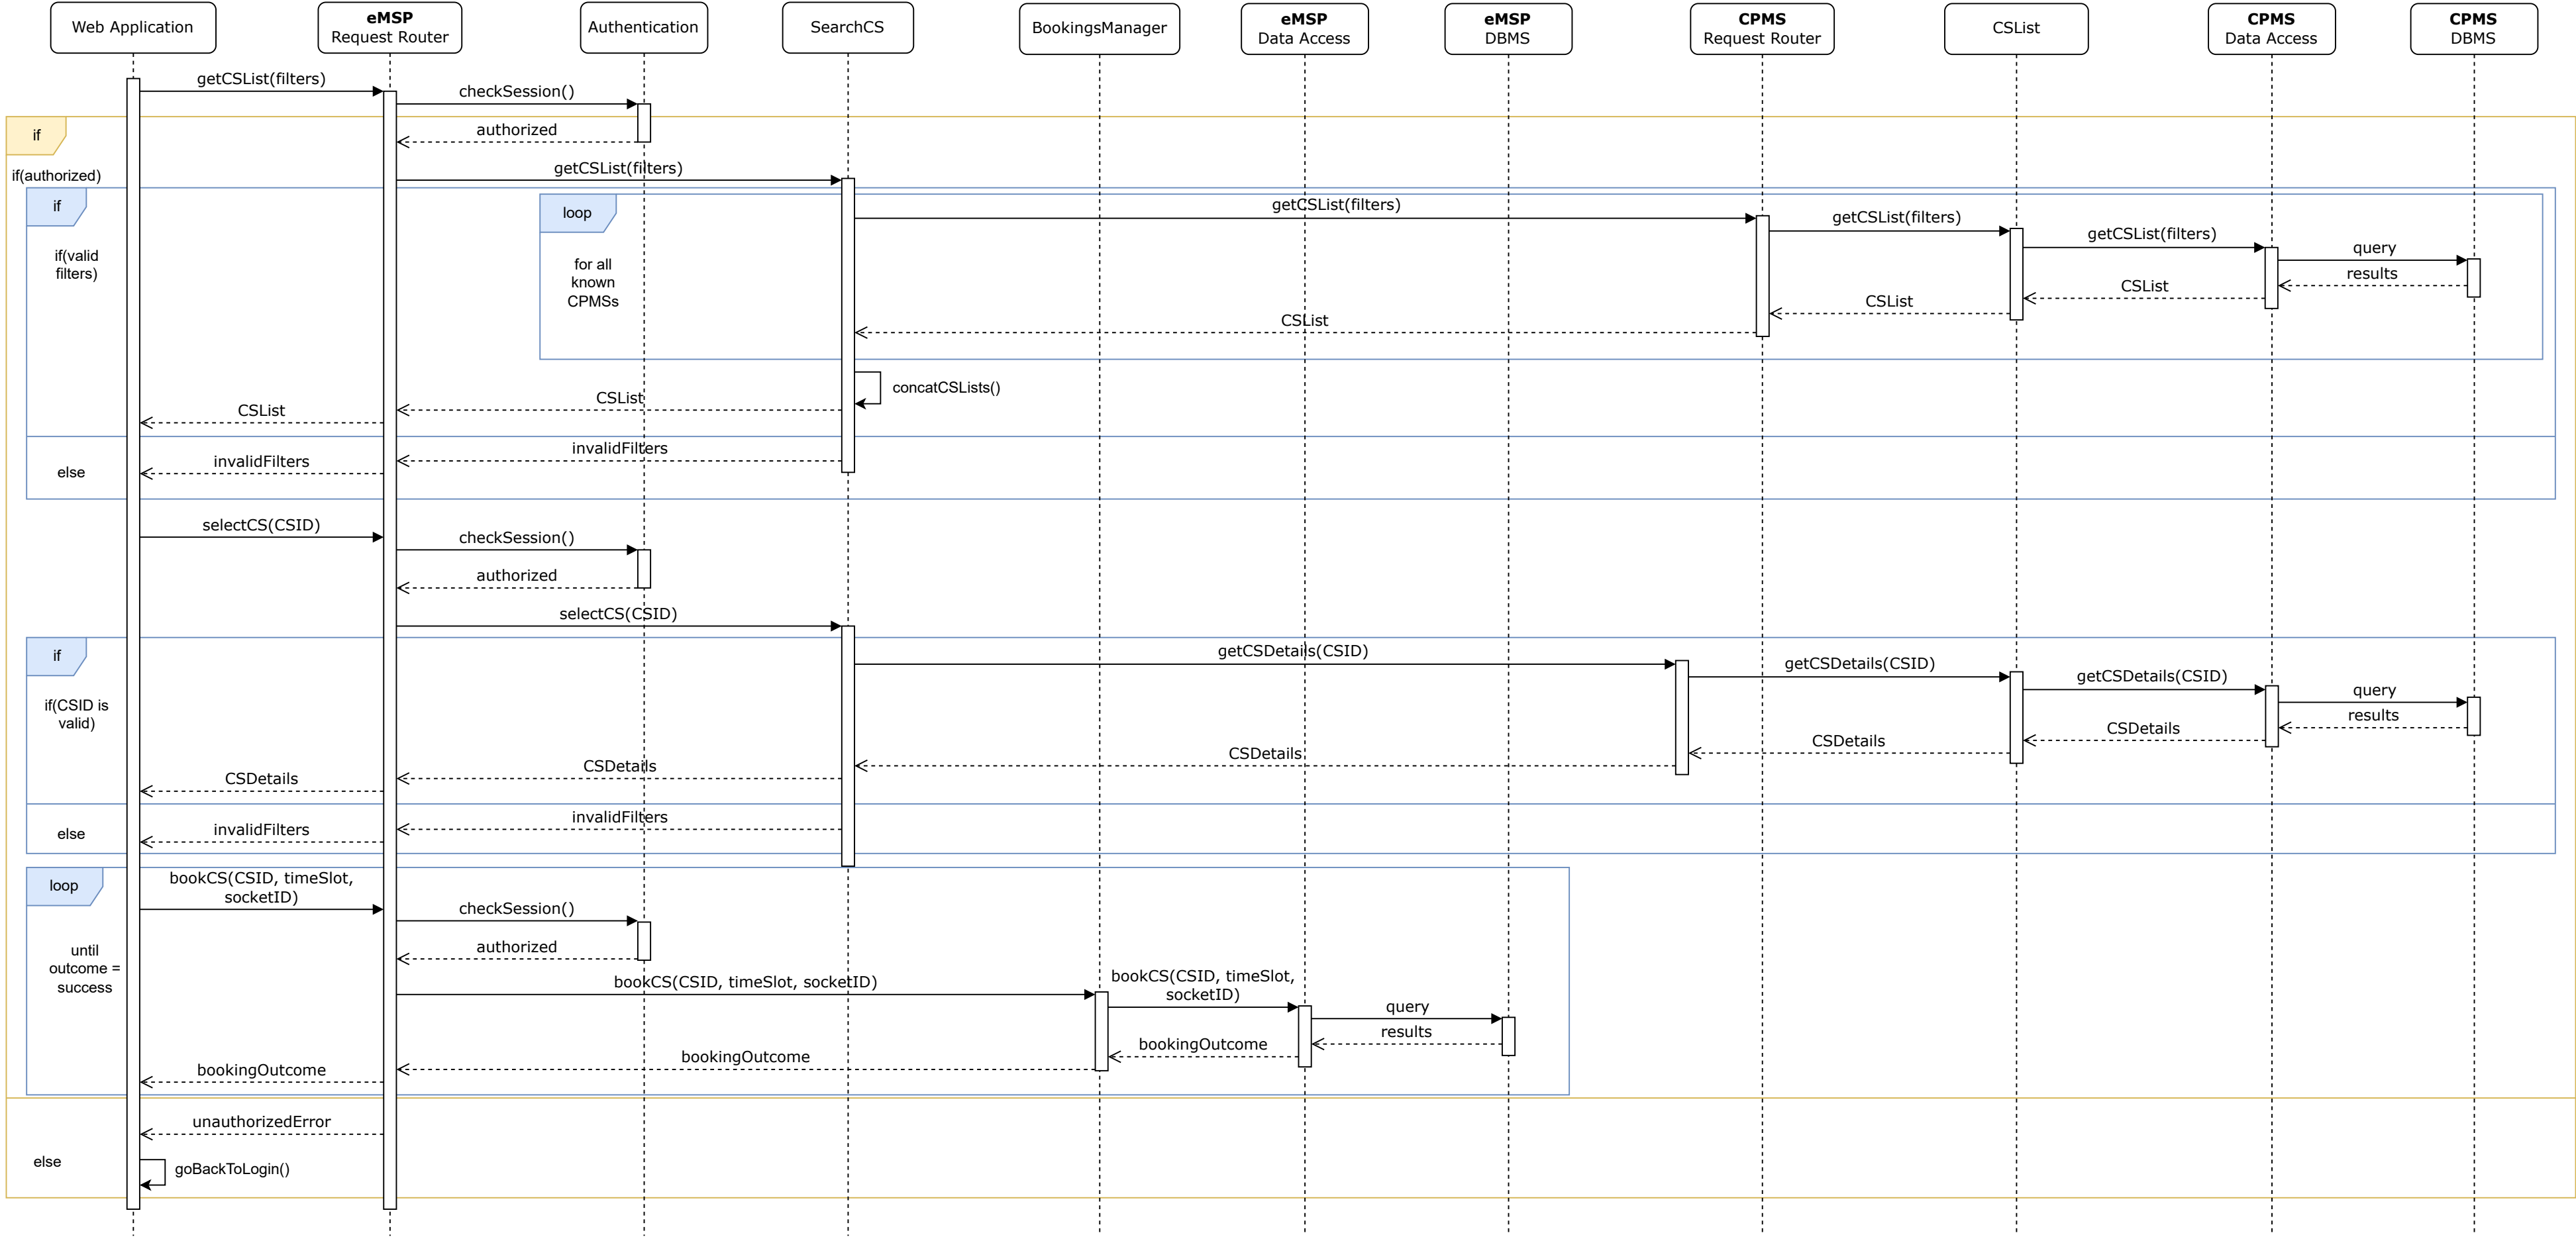 Web Application
eMSP
Request Router
Authentication
SearchCS
BookingsManager
eMSP
Data Access
eMSP
DBMS
CPMS
Request Router
CSList
CPMS
Data Access
CPMS
DBMS
getCSList(filters)
checkSession()
if
authorized
getCSList(filters)
if(authorized)
if
loop
getCSList(filters)
getCSList(filters)
getCSList(filters)
query
if(valid
filters)
for all
known
CPMSs
results
CSList
CSList
CSList
concatCSLists()
CSList
CSList
else
invalidFilters
invalidFilters
selectCS(CSID)
checkSession()
authorized
selectCS(CSID)
if
getCSDetails(CSID)
getCSDetails(CSID)
getCSDetails(CSID)
query
if(CSID is
valid)
results
CSDetails
CSDetails
CSDetails
CSDetails
CSDetails
else
invalidFilters
invalidFilters
loop
bookCS(CSID, timeSlot,
socketID)
checkSession()
until
outcome =
success
authorized
bookCS(CSID, timeSlot, socketID)
bookCS(CSID, timeSlot,
socketID)
query
results
bookingOutcome
bookingOutcome
bookingOutcome
unauthorizedError
else
goBackToLogin()